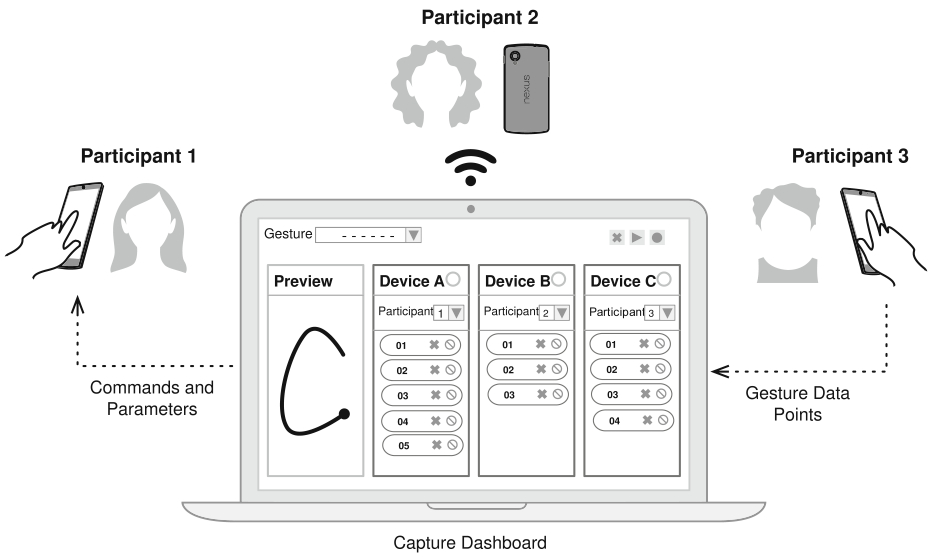 Participant 2
nexus
Participant 1
Participant 3
Gesture ------
Preview
Device A
Device B
Device C
Participant 1
Participant 2
Participant 3
01
02
03
04
05
01
02
03
01
02
03
04
Commands and
Parameters
Gesture Data
Points
Capture Dashboard